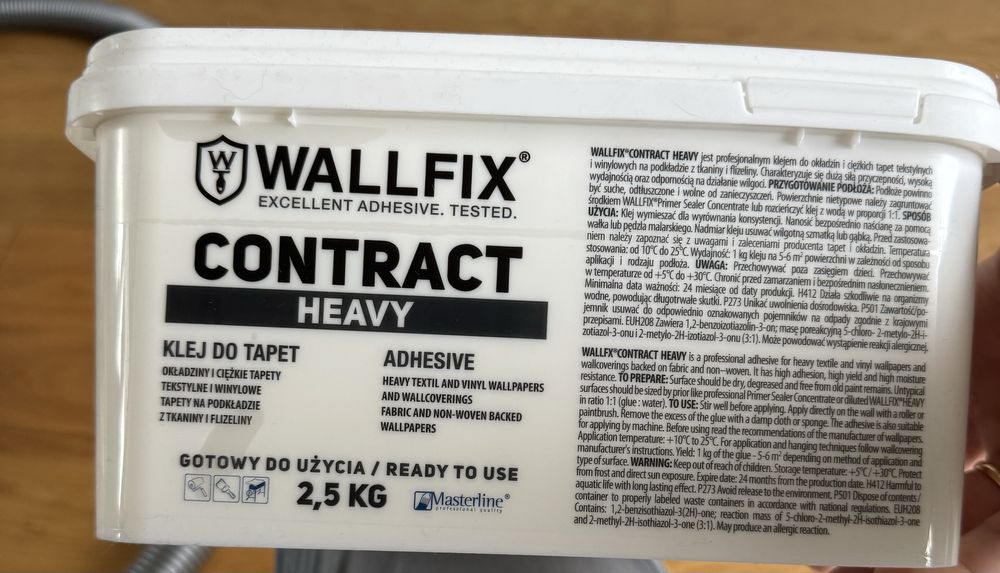 WALLFIX®
EXCELLENT ADHESIVE. TESTED.
CONTRACT
HEAVY
KLEJ DO TAPET
OKŁADZINY I CIĘŻKIE TAPETY
TEKSTYLNE I WINYLOWE
TAPETY NA PODKŁADZIE
Z TKANINY I FLIZELINY
ADHESIVE
HEAVY TEXTIL AND VINYL WALLPAPERS
AND WALLCOVERINGS
FABRIC AND NON-WOVEN BACKED
WALLPAPERS
GOTOWY DO UŻYCIA / READY TO USE
2,5 KG
Masterline®
professional quality
WALLFIX®CONTRACT HEAVY jest profesjonalnym klejem do okładzin i ciężkich tapet tekstylnych
i winylowych na podkładzie z tkaniny i flizeliny. Charakteryzuje się dużą siłą przyczepności, wysoką
wydajnością oraz odpornością na działanie wilgoci. PRZYGOTOWANIE PODŁOŻA: Podłoże powinno
być suche, odtłuszczone i wolne od zanieczyszczeń. Powierzchnie nietypowe należy zagruntować
środkiem WALLFIX®Primer Sealer Concentrate lub rozcieńczyć klej z wodą w proporcji 1:1. SPOSÓB
UŻYCIA: Klej wymieszać dla wyrównania konsystencji. Nanosić bezpośrednio na ścianę za pomocą
wałka lub pędzla malarskiego. Nadmiar kleju usuwać wilgotną szmatką lub gąbką. Przed zastosowa-
niem należy zapoznać się z uwagami i zaleceniami producenta tapet i okładzin. Temperatura
stosowania: od 10°C do 25°C. Wydajność: 1 kg kleju na 5-6 m² powierzchni w zależności od sposobu
aplikacji i rodzaju podłoża. UWAGA: Przechowywać poza zasięgiem dzieci. Przechowywać
w temperaturze od +5°C do +30°C. Chronić przed zamarzaniem i bezpośrednim nasłonecznieniem.
Minimalna data ważności: 24 miesiące od daty produkcji. H412 Działa szkodliwie na organizmy
wodne, powodując długotrwałe skutki. P273 Unikać uwolnienia do środowiska. P501 Zawartość/po-
jemnik usuwać do odpowiednio oznakowanych pojemników na odpady zgodnie z krajowymi
przepisami. EUH208 Zawiera 1,2-benzoizotiazolin-3-on; masę poreakcyjną 5-chloro- 2-metylo-2H-i-
zotiazol-3-onu i 2-metylo-2H-izotiazol-3-onu (3:1). Może powodować wystąpienie reakcji alergicznej.
WALLFX®CONTRACT HEAVY is a professional adhesive for heavy textile and vinyl wallpapers and
wallcoverings backed on fabric and non--woven. It has high adhesion, high yield and high moisture
resistance. TO PREPARE: Surface should be dry, degreased and free from old paint remains. Untypical
surfaces should be sized by prior like professional Primer Sealer Concentrate or diluted WALLFIX®HEAVY
in ratio 1:1 (glue : water). TO USE: Stir well before applying. Apply directly on the wall with a roller or
paintbrush. Remove the excess of the glue with a damp cloth or sponge. The adhesive is also suitable
for applying by machine. Before using read the recommendations of the manufacturer of wallpapers.
Application temperature: +10°C to 25°C. For application and hanging techniques follow wallcovering
manufacturer's instructions. Yield: 1 kg of the glue - 5-6 m² depending on method of application and
type of surface. WARNING: Keep out of reach of children. Storage temperature: +5°C/ +30°C. Protect
from frost and direct sun exposure. Expire date: 24 months from the production date. H412 Harmful to
aquatic life with long lasting effect. P273 Avoid release to the environment. P501 Dispose of contents/
container to properly labeled waste containers in accordance with national regulations. EUH208
Contains: 1,2-benzisothiazol-3(2H)-one; reaction mass of 5-chloro-2-methyl-2H-isothiazol-3-one
and 2-methyl-2H-isothiazol-3-one (3:1). May produce an allergic reaction.